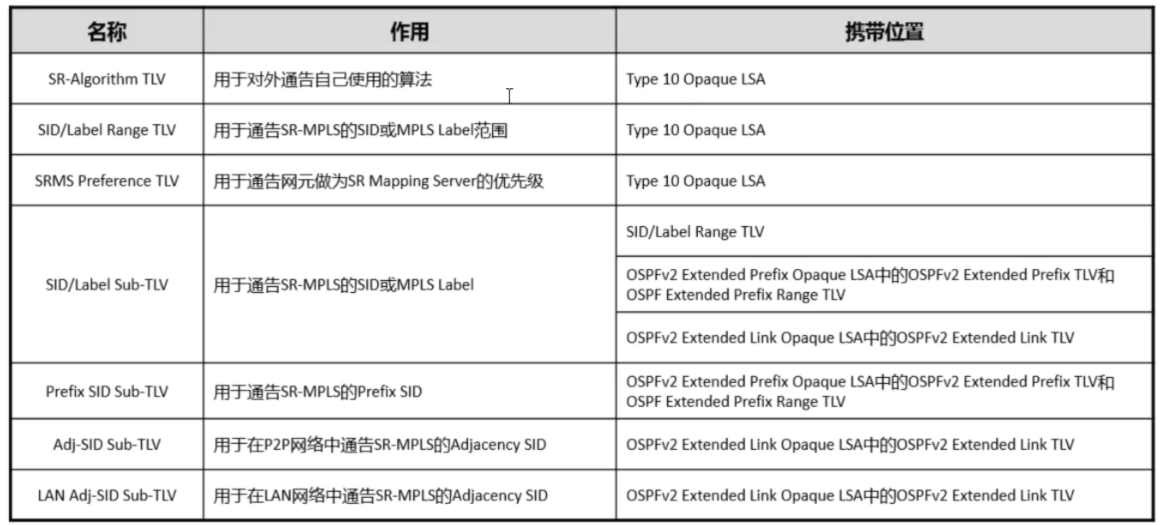 名称 作用 携带位置
SR-Algorithm TLV 用于对外通告自己使用的算法 Type 10 Opaque LSA
SID/Label Range TLV 用于通告SR-MPLS的SID或MPLS Label范围 Type 10 Opaque LSA
SRMS Preference TLV 用于通告网元做为SR Mapping Server的优先级 Type 10 Opaque LSA
SID/Label Sub-TLV 用于通告SR-MPLS的SID或MPLS Label
SID/Label Range TLV
OSPFv2 Extended Prefix Opaque LSA中的OSPFv2 Extended Prefix TLV和
OSPF Extended Prefix Range TLV
OSPFv2 Extended Link Opaque LSA中的OSPFv2 Extended Link TLV
Prefix SID Sub-TLV 用于通告SR-MPLS的Prefix SID
OSPFv2 Extended Prefix Opaque LSA中的OSPFv2 Extended Prefix TLV和
OSPF Extended Prefix Range TLV
Adj-SID Sub-TLV 用于在P2P网络中通告SR-MPLS的Adjacency SID OSPFv2 Extended Link Opaque LSA中的OSPFv2 Extended Link TLV
LAN Adj-SID Sub-TLV 用于在LAN网络中通告SR-MPLS的Adjacency SID OSPFv2 Extended Link Opaque LSA中的OSPFv2 Extended Link TLV